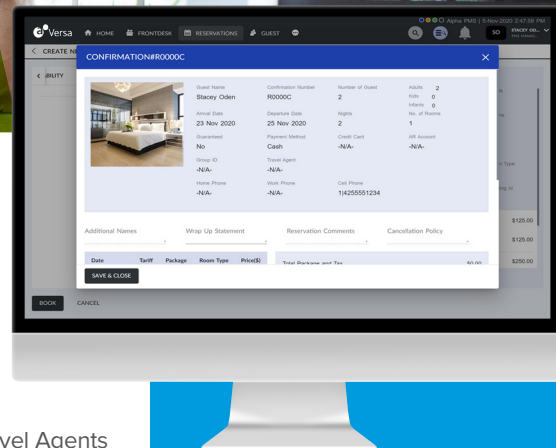 Alpha PMS | 5-Nov-2020 2:47:58 PM
Versa HOME FRONTDESK RESERVATIONS GUEST SO STACEY OD...
CREATE N
CONFIRMATION#R0000C
BILITY
Guest Name Confirmation Number Number of Guest Adults 2
Stacey Oden R0000C 2 Kids 0
Infants 0
Arrival Date Departure Date Nights No. of Rooms
23 Nov 2020 25 Nov 2020 2 1
Guaranteed Payment Method Credit Card AR Account
No Cash -N/A- -N/A-
Group ID Travel Agent
-N/A- -N/A-
Home Phone Work Phone Cell Phone
-N/A- -N/A- 1|4255551234
Additional Names Wrap Up Statement Reservation Comments Cancellation Policy
Date Tariff Package Room Type Price($) Total Package and Tax $0.00
SAVE & CLOSE
Type
$125.00
$125.00
$250.00
BOOK CANCEL
vel Agents